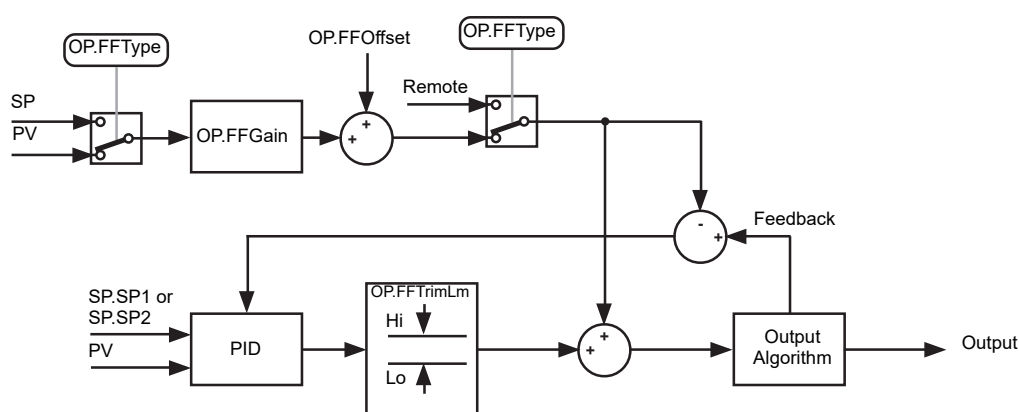 OP.FFType
OP.FFOffset
OP.FFType
SP
PV
OP.FFGain
+
+
Remote
-
+
Feedback
SP.SP1 or
SP.SP2
PV
PID
OP.FFTrimLm
Hi
Lo
+
+
Output
Algorithm
Output